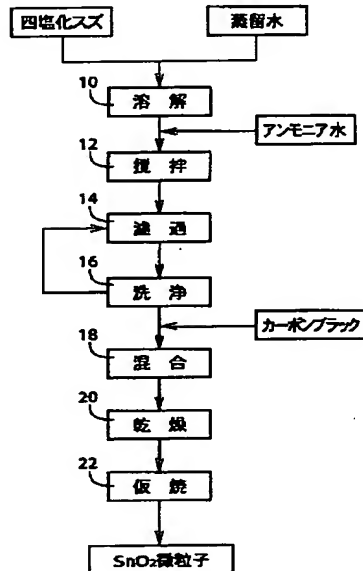 四塩化スズ
蒸留水
10
溶解
アンモニア水
12
撹拌
14
濾過
16
洗浄
カーボンブラック
18
混合
20
乾燥
22
仮焼
SnO₂微粒子